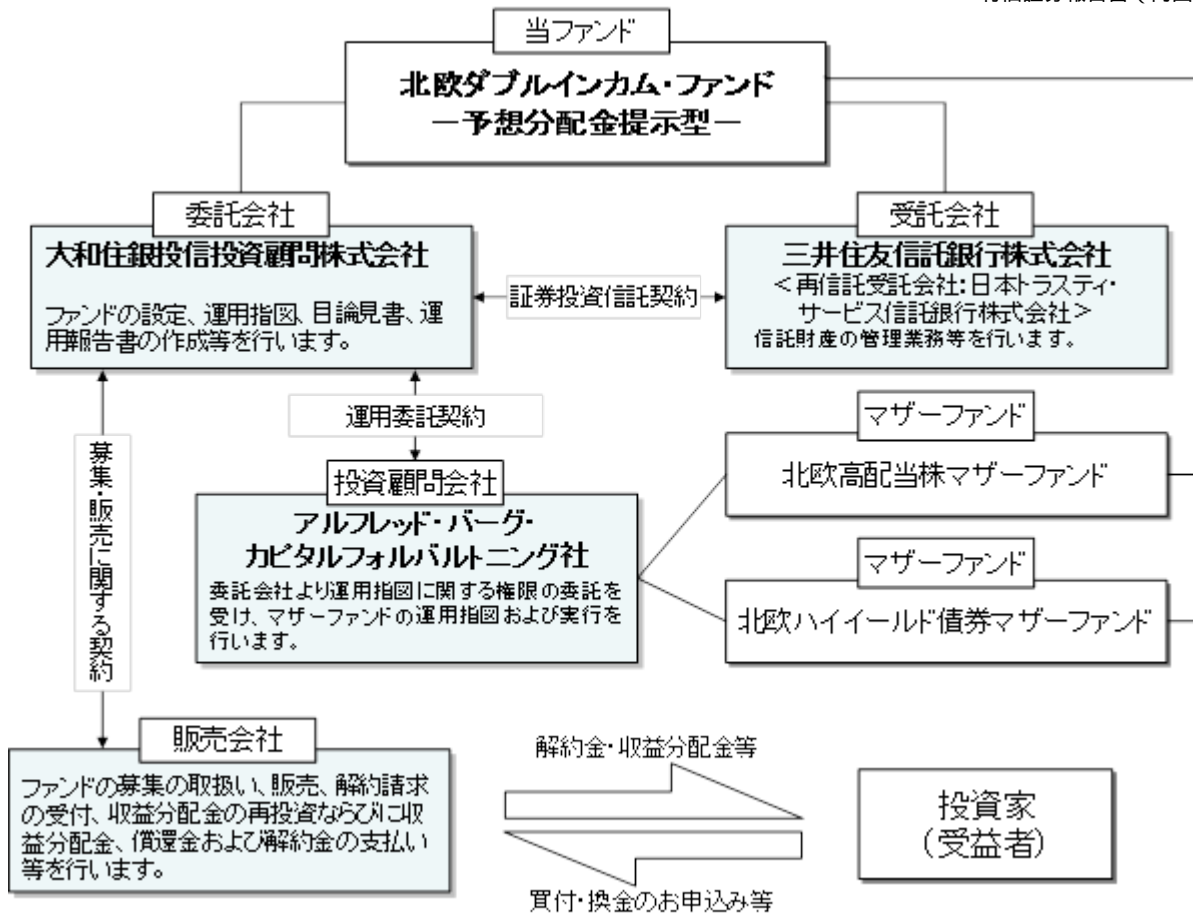 当ファンド
北欧ダブルインカム・ファンド
－予想分配金提示型－
委託会社
大和住銀投信投資顧問株式会社
ファンドの設定、運用指図、目論見書、運
用報告書の作成等を行います。
証券投資信託契約
受託会社
三井住友信託銀行株式会社
＜再信託受託会社：日本トラスティ・
サービス信託銀行株式会社＞
信託財産の管理業務等を行います。
運用委託契約
募集・販売に関する契約
投資顧問会社
アルフレッド・バーグ・
カピタルフォルバルトニング社
委託会社より運用指図に関する権限の委託を
受け、マザーファンドの運用指図および実行を
行います。
マザーファンド
北欧高配当株マザーファンド
マザーファンド
北欧ハイイールド債券マザーファンド
販売会社
ファンドの募集の取扱い、販売、解約請求
の受付、収益分配金の再投資ならびに収
益分配金、償還金および解約金の支払い
等を行います。
解約金・収益分配金等
買付・換金のお申込み等
投資家
（受益者）